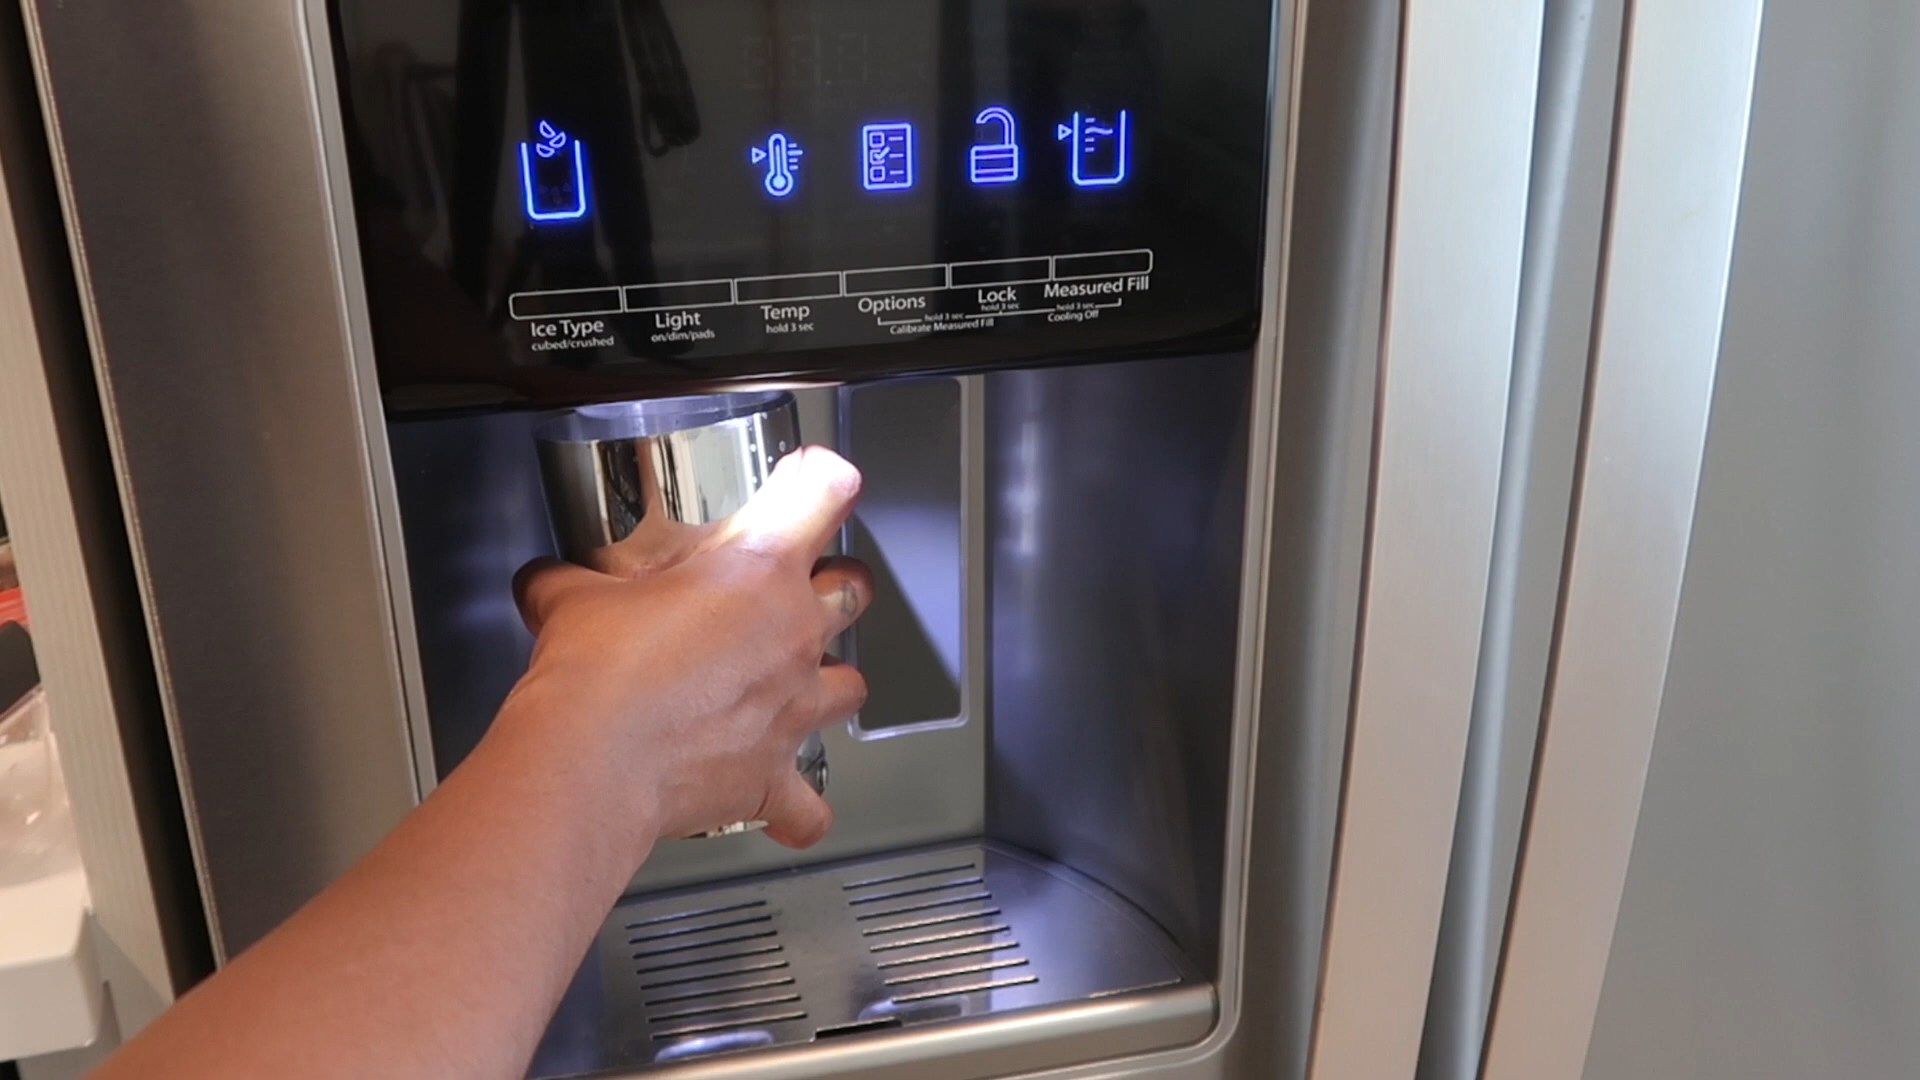 Ice Type
cubed/crushed
Light
on/dim/pads
Temp
hold 3 sec
Options
Lock
hold 3 sec
Measured Fill
hold 3 sec
Calibrate Measured Fill
hold 3 sec
Cooling Off